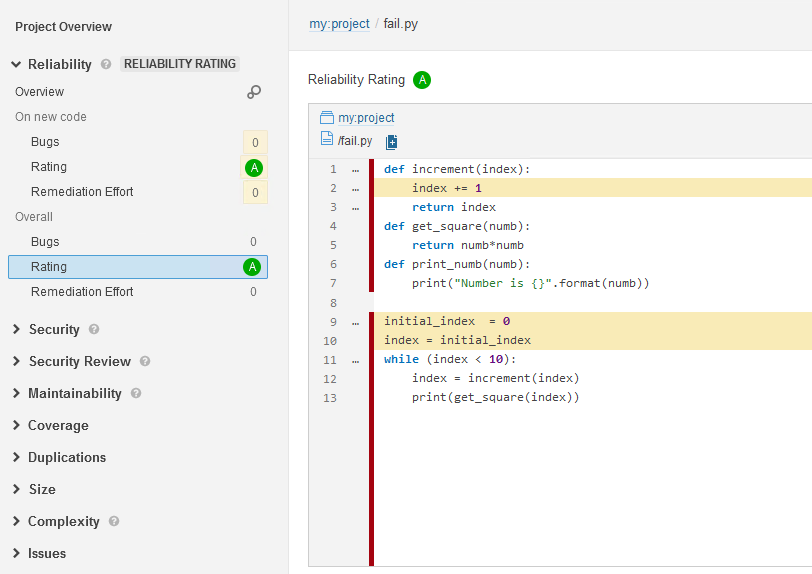 Project Overview
Reliability ? RELIABILITY RATING
Overview
On new code
Bugs 0
Rating A
Remediation Effort 0
Overall
Bugs 0
Rating A
Remediation Effort 0
Security ?
Security Review ?
Maintainability ?
Coverage
Duplications
Size
Complexity ?
Issues
my:project / fail.py
Reliability Rating A
my:project
/fail.py
1 … def increment(index):
2 …     index += 1
3 …     return index
4 def get_square(numb):
5     return numb*numb
6 def print_numb(numb):
7     print("Number is {}".format(numb))
8
9 … initial_index  = 0
10 index = initial_index
11 … while (index < 10):
12     index = increment(index)
13     print(get_square(index))